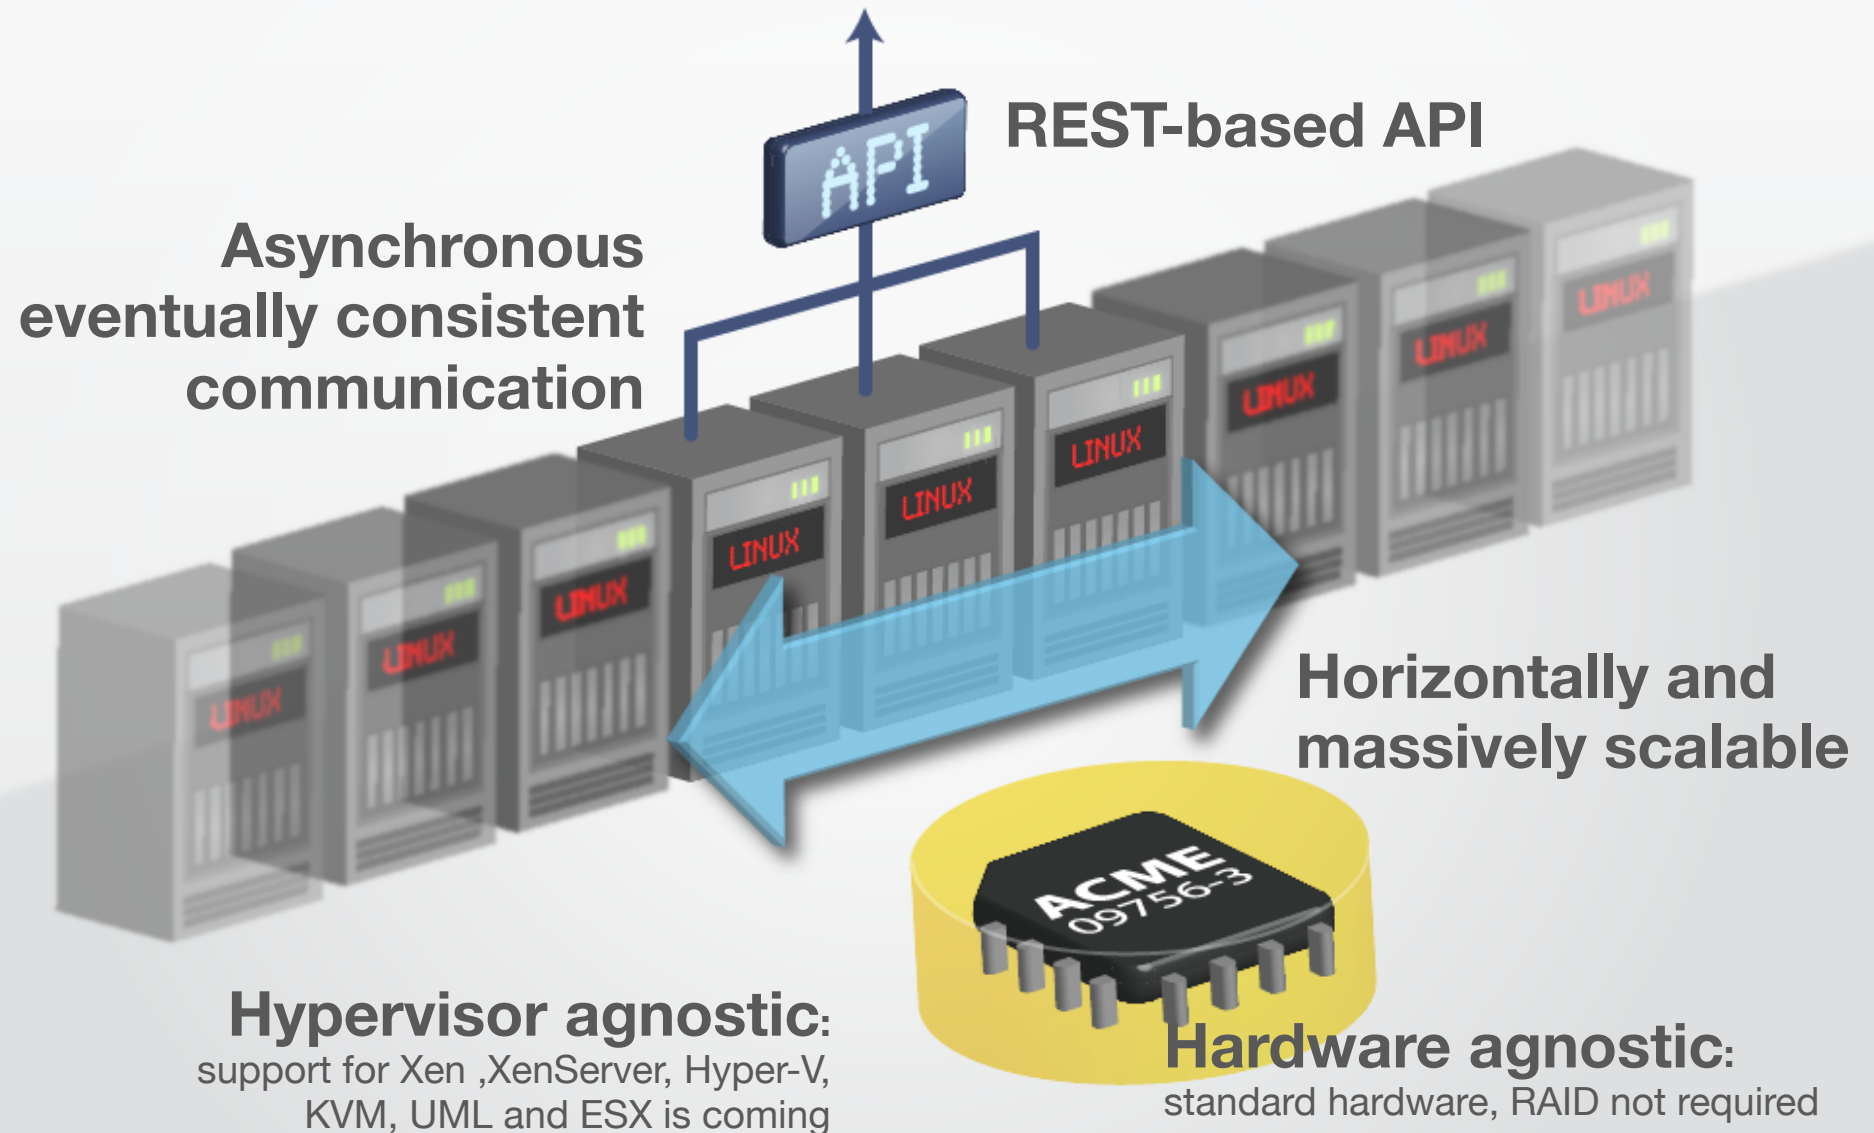 API
REST-based API
Asynchronous
eventually consistent
communication
LINUX
LINUX
LINUX
LINUX
LINUX
LINUX
LINUX
LINUX
LINUX
Horizontally and
massively scalable
ACME
09756-3
Hypervisor agnostic:
support for Xen ,XenServer, Hyper-V,
KVM, UML and ESX is coming
Hardware agnostic:
standard hardware, RAID not required